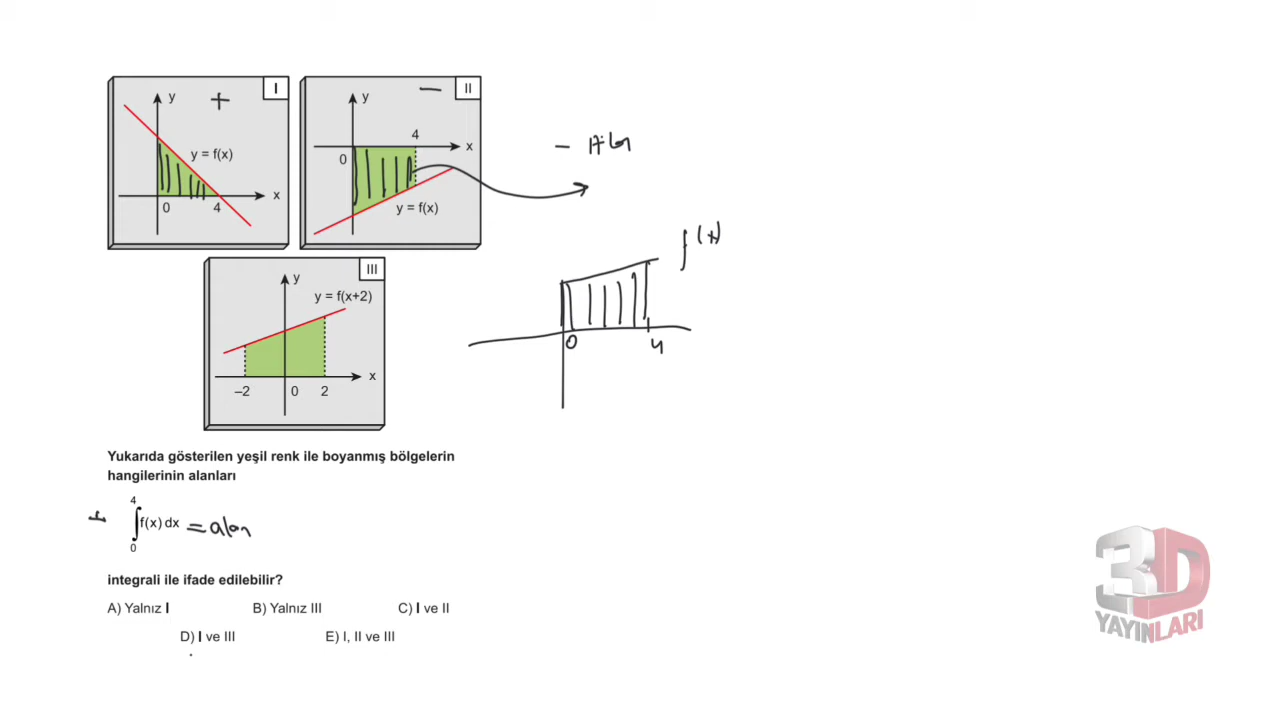 I
y
+
y = f(x)
x
0
4
II
y
−
4
x
0
y = f(x)
III
y
y = f(x+2)
x
–2
0
2
f(x)
0
4
Yukarıda gösterilen yeşil renk ile boyanmış bölgelerin
hangilerinin alanları
4
∫f(x) dx = alan
0
integrali ile ifade edilebilir?
A) Yalnız I
B) Yalnız III
C) I ve II
D) I ve III
E) I, II ve III
3D
YAYINLARI